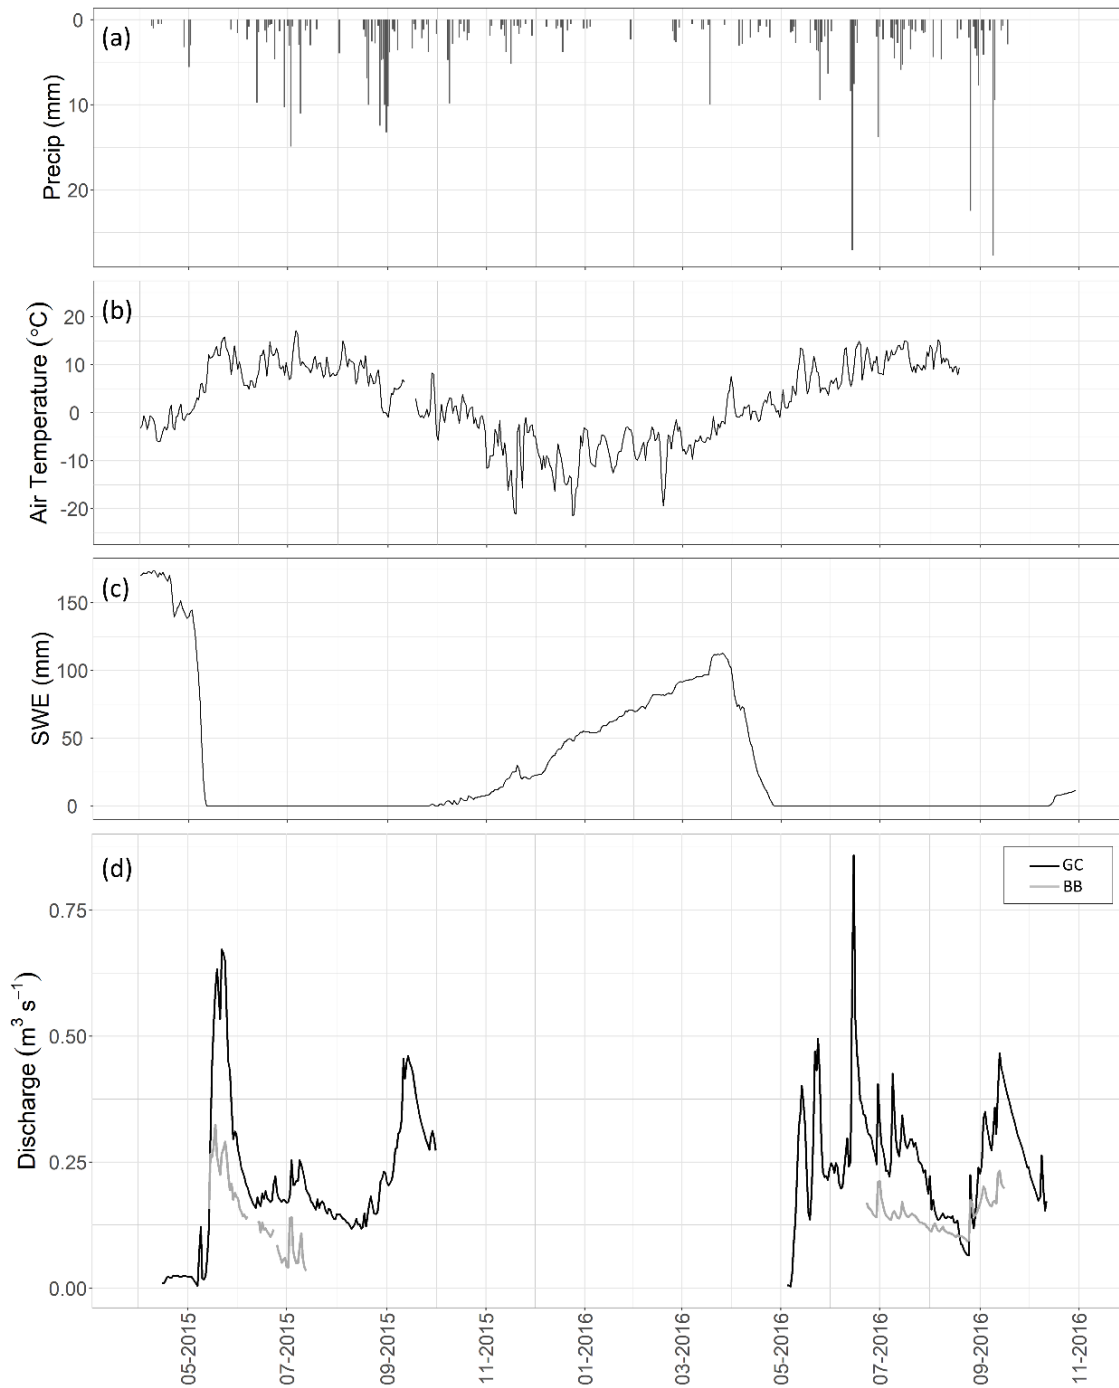 (a)
Precip (mm)
0
10
20
(b)
Air Temperature (°C)
20
10
0
-10
-20
(c)
SWE (mm)
150
100
50
0
(d)
Discharge (m³ s⁻¹)
0.75
0.50
0.25
0.00
GC
BB
05-2015
07-2015
09-2015
11-2015
01-2016
03-2016
05-2016
07-2016
09-2016
11-2016